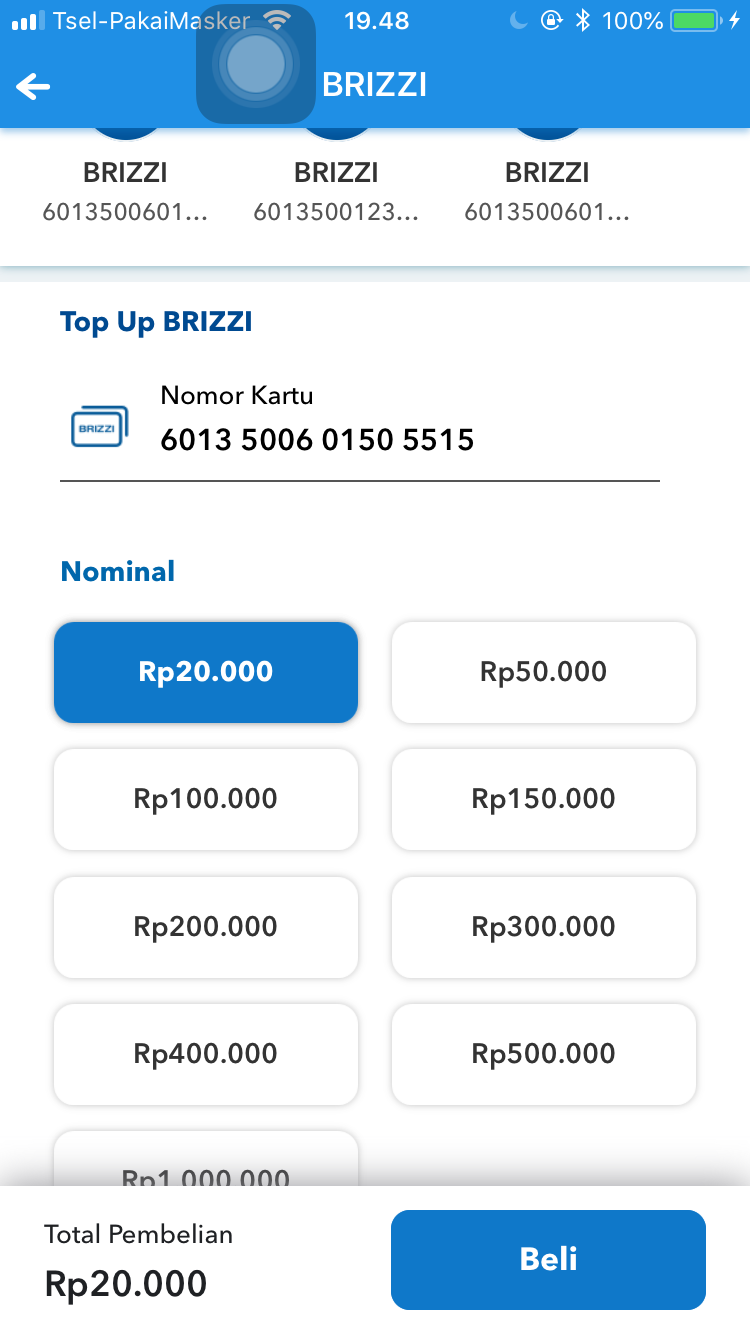 Tsel-PakaiMasker 19.48 100%
BRIZZI
BRIZZI BRIZZI BRIZZI
6013500601... 6013500123... 6013500601...
Top Up BRIZZI
Nomor Kartu
BRIZZI
6013 5006 0150 5515
Nominal
Rp20.000 Rp50.000
Rp100.000 Rp150.000
Rp200.000 Rp300.000
Rp400.000 Rp500.000
Rp1.000.000
Total Pembelian
Rp20.000
Beli